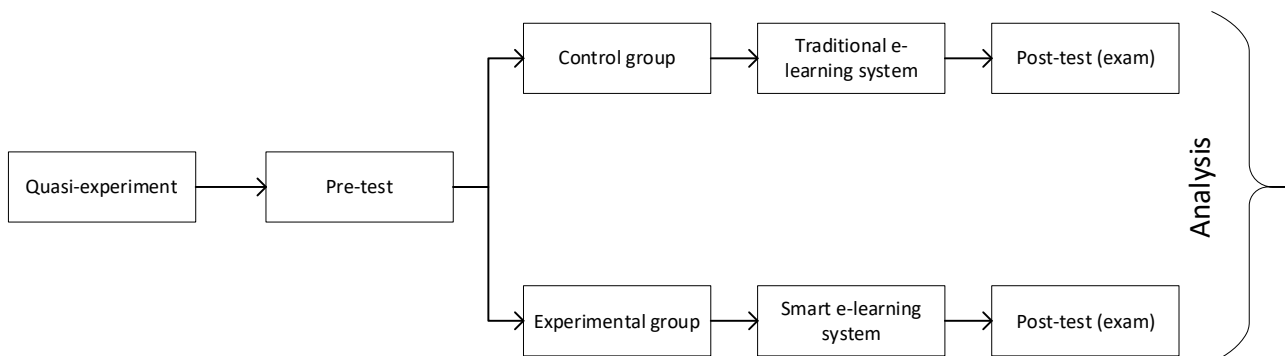 Control group
Traditional e-
learning system
Post-test (exam)
Quasi-experiment
Pre-test
Analysis
Experimental group
Smart e-learning
system
Post-test (exam)